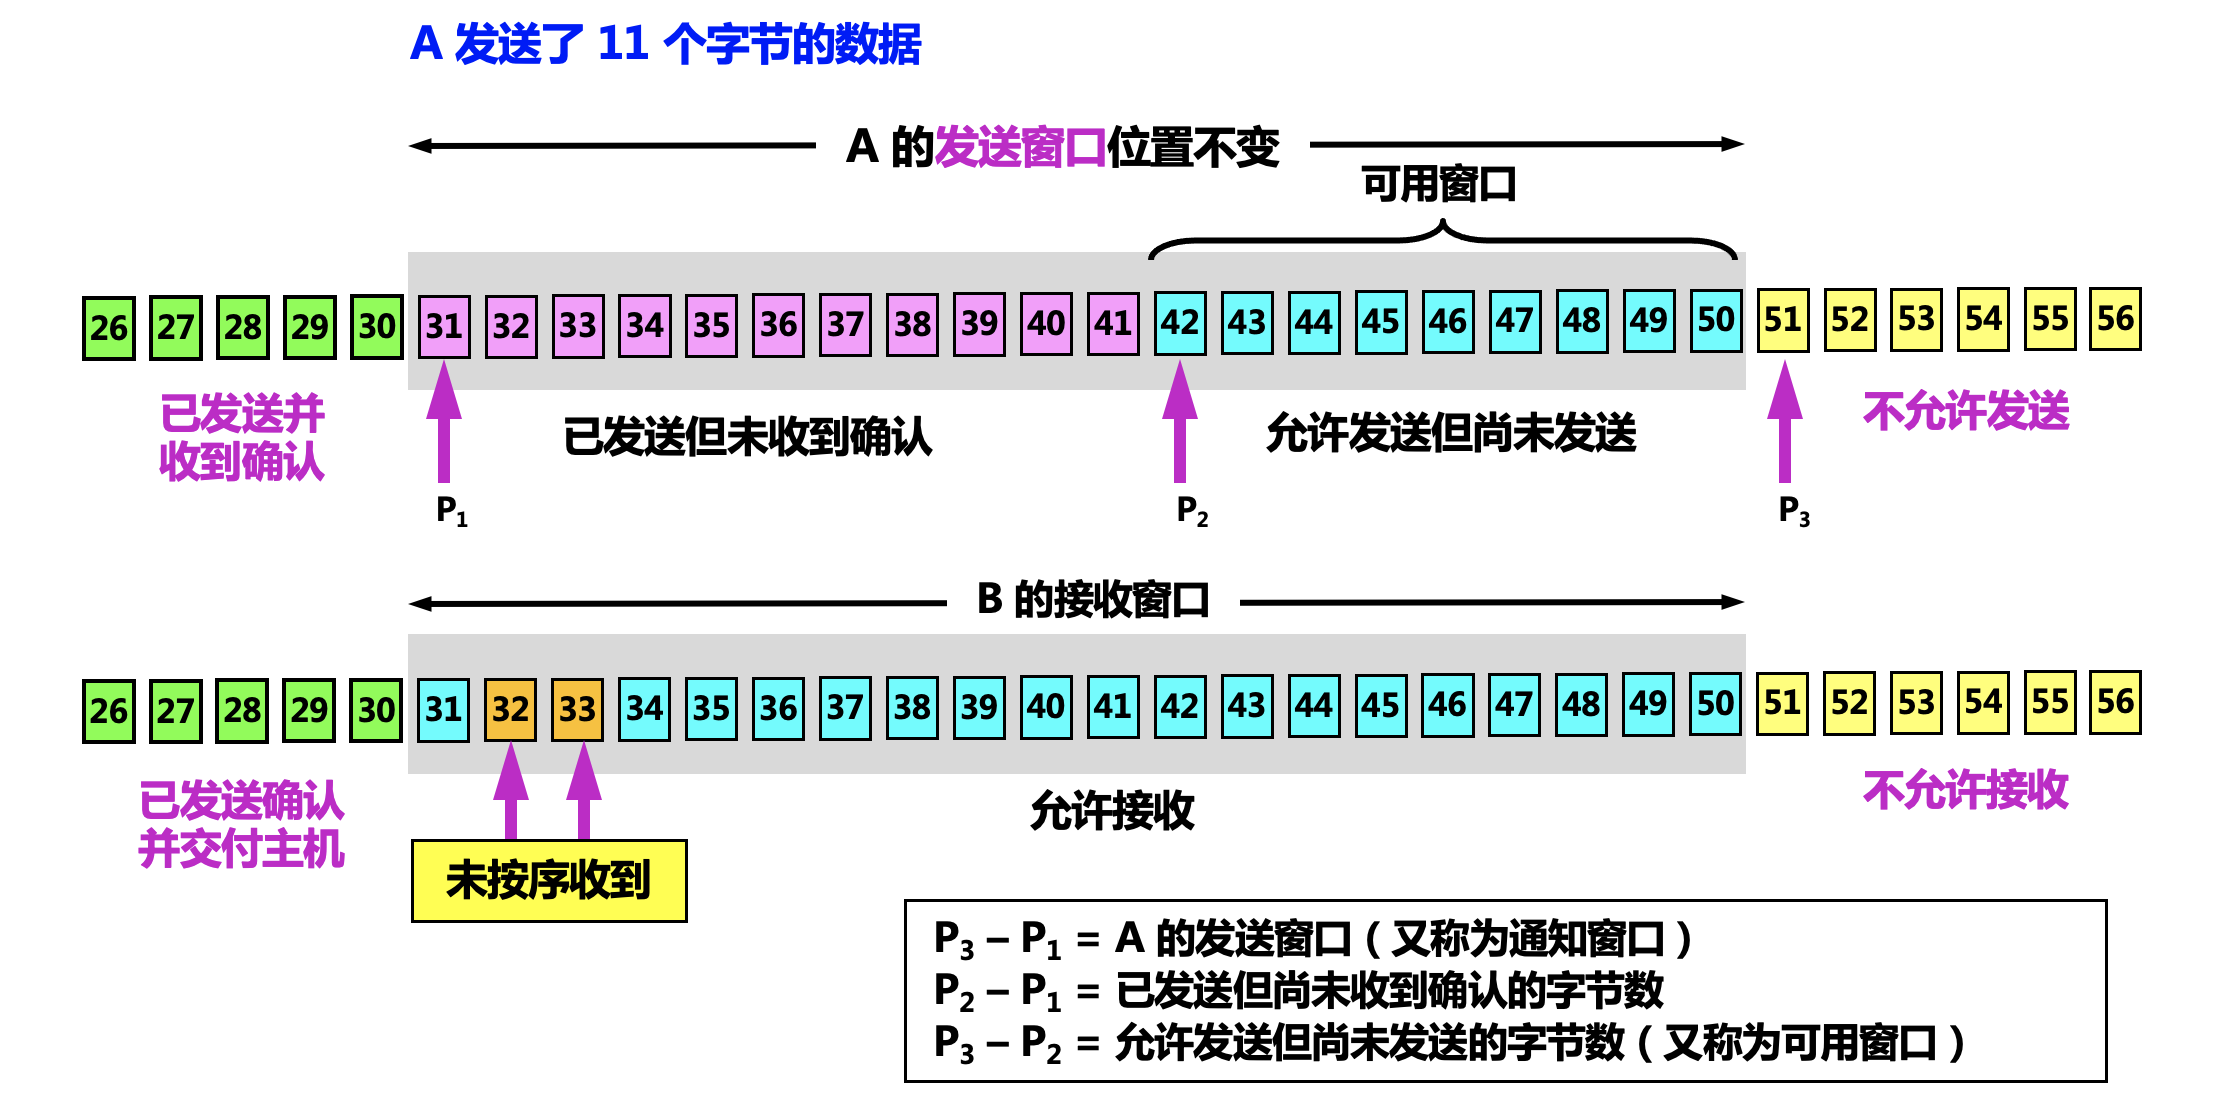 A 发送了 11 个字节的数据
A 的发送窗口位置不变
可用窗口
26 27 28 29 30 31 32 33 34 35 36 37 38 39 40 41 42 43 44 45 46 47 48 49 50 51 52 53 54 55 56
已发送并
收到确认
已发送但未收到确认
允许发送但尚未发送
不允许发送
P1 P2 P3
B 的接收窗口
26 27 28 29 30 31 32 33 34 35 36 37 38 39 40 41 42 43 44 45 46 47 48 49 50 51 52 53 54 55 56
已发送确认
并交付主机
允许接收
不允许接收
未按序收到
P3 – P1 = A 的发送窗口（又称为通知窗口）
P2 – P1 = 已发送但尚未收到确认的字节数
P3 – P2 = 允许发送但尚未发送的字节数（又称为可用窗口）